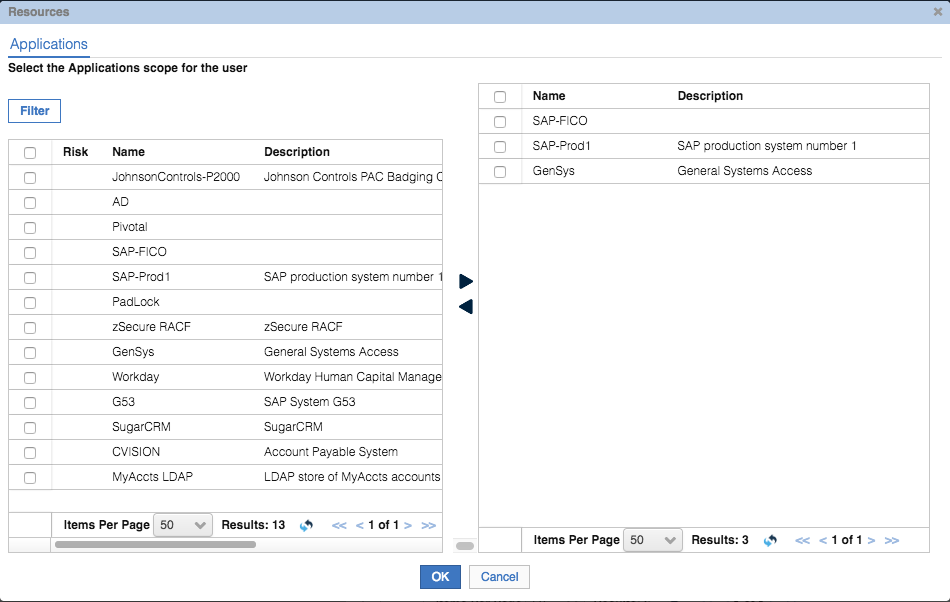 Resources
Applications
Select the Applications scope for the user
Filter
Risk Name Description
JohnsonControls-P2000 Johnson Controls PAC Badging
AD
Pivotal
SAP-FICO
SAP-Prod1 SAP production system number 1
PadLock
zSecure RACF zSecure RACF
GenSys General Systems Access
Workday Workday Human Capital Manage
G53 SAP System G53
SugarCRM SugarCRM
CVISION Account Payable System
MyAccts LDAP LDAP store of MyAccts accounts
Items Per Page 50 Results: 13 << < 1 of 1 > >>
Name Description
SAP-FICO
SAP-Prod1 SAP production system number 1
GenSys General Systems Access
Items Per Page 50 Results: 3 << < 1 of 1 > >>
OK Cancel